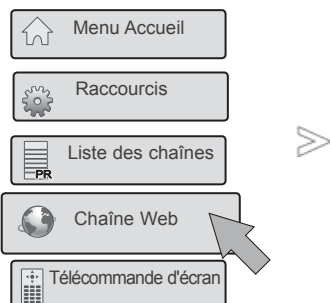 Menu Accueil
Raccourcis
Liste des chaînes
PR
Chaîne Web
Télécommande d'écran